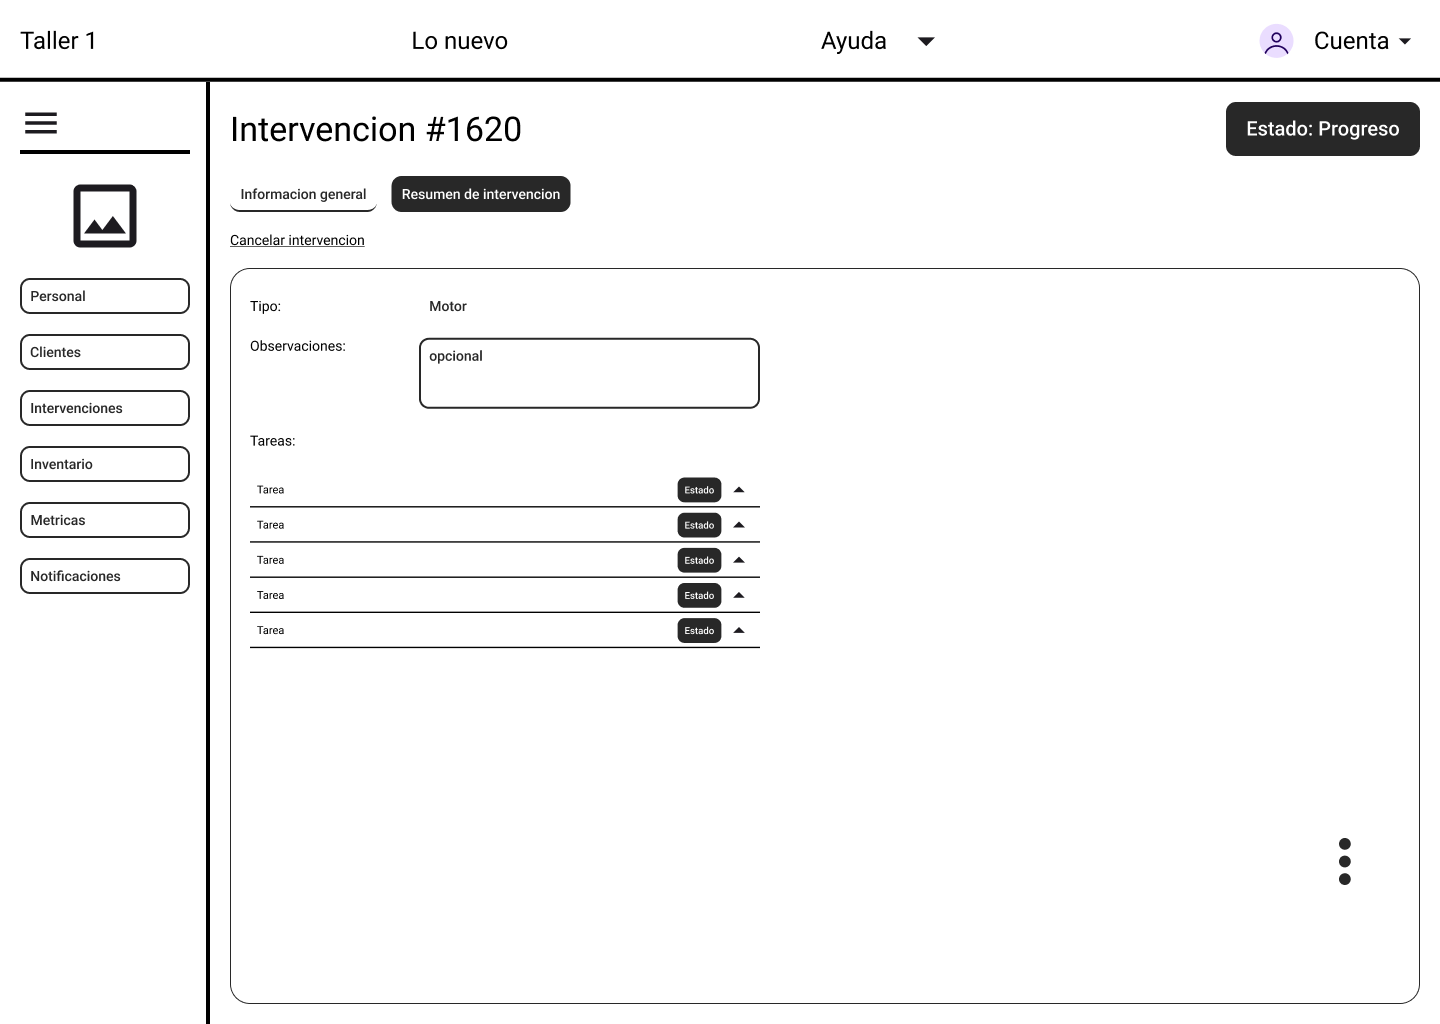 Taller 1
Lo nuevo
Ayuda
Cuenta
Intervencion #1620
Estado: Progreso
Informacion general
Resumen de intervencion
Cancelar intervencion
Personal
Clientes
Intervenciones
Inventario
Metricas
Notificaciones
Tipo: Motor
Observaciones: opcional
Tareas:
Tarea Estado
Tarea Estado
Tarea Estado
Tarea Estado
Tarea Estado